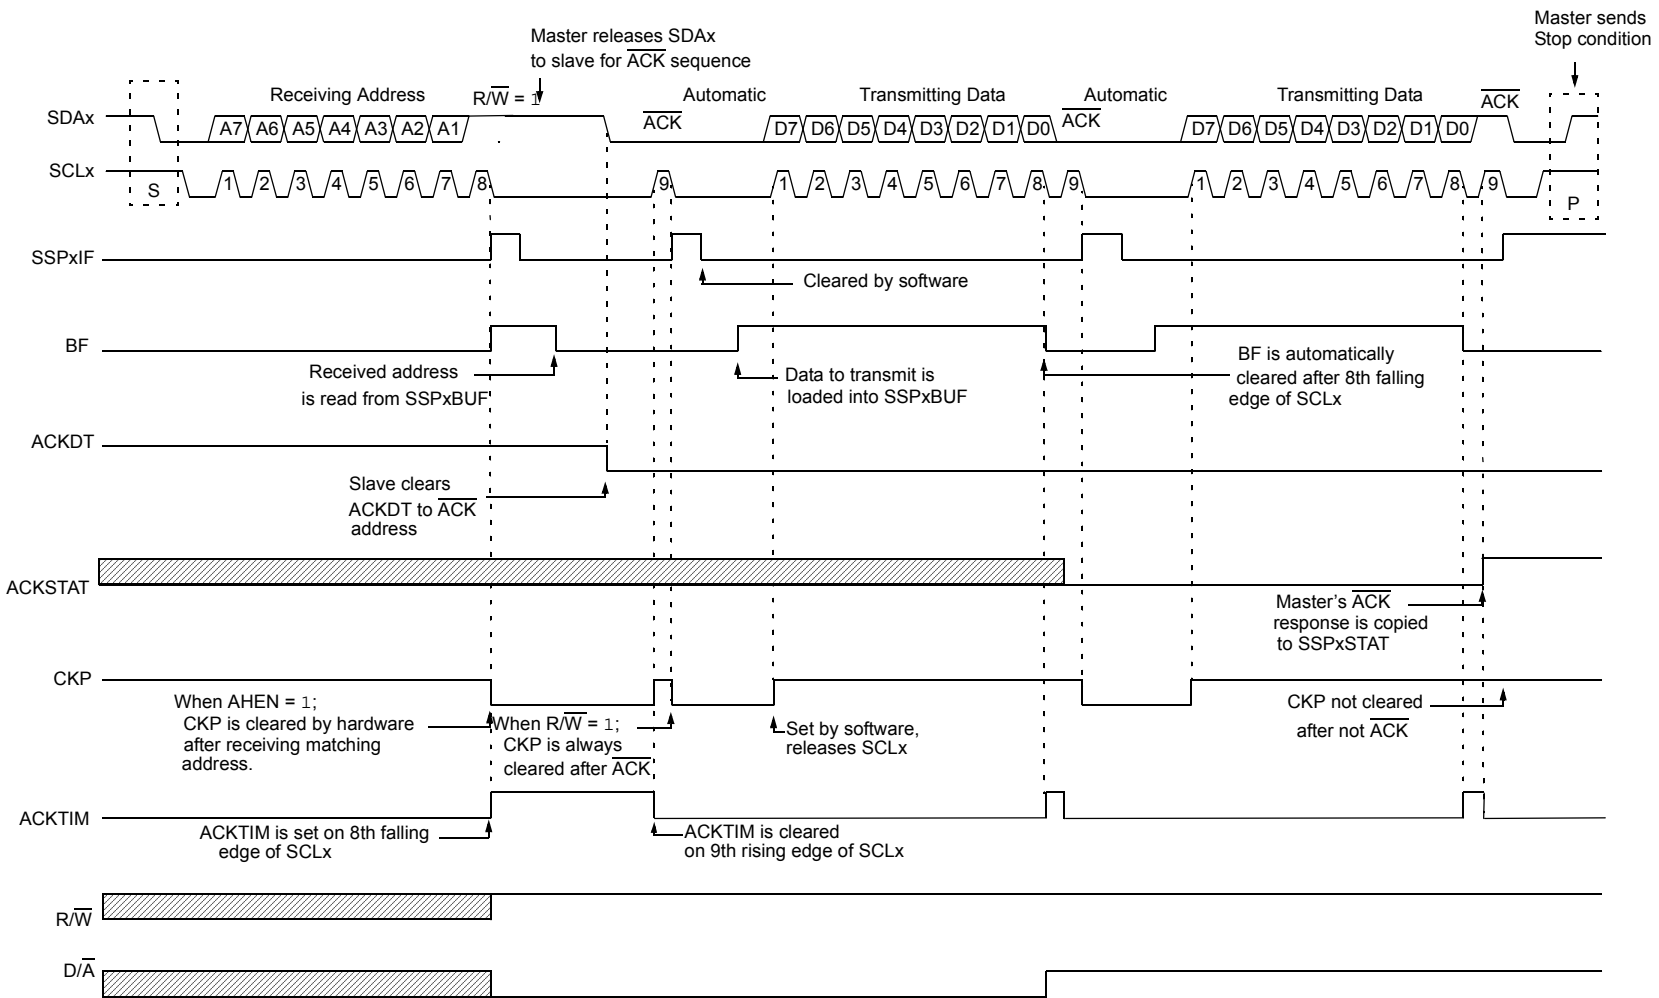 Master sends
Stop condition
Master releases SDAx
to slave for ACK sequence
Receiving Address
R/W = 1
Automatic
Transmitting Data
Automatic
Transmitting Data
ACK
SDAx
A7 A6 A5 A4 A3 A2 A1
ACK
D7 D6 D5 D4 D3 D2 D1 D0
ACK
D7 D6 D5 D4 D3 D2 D1 D0
SCLx
S
1 2 3 4 5 6 7 8 9
1 2 3 4 5 6 7 8 9
1 2 3 4 5 6 7 8 9
P
SSPxIF
Cleared by software
BF
Received address
is read from SSPxBUF
Data to transmit is
loaded into SSPxBUF
BF is automatically
cleared after 8th falling
edge of SCLx
ACKDT
Slave clears
ACKDT to ACK
address
ACKSTAT
Master's ACK
response is copied
to SSPxSTAT
CKP
When AHEN = 1;
CKP is cleared by hardware
after receiving matching
address.
When R/W = 1;
CKP is always
cleared after ACK
Set by software,
releases SCLx
CKP not cleared
after not ACK
ACKTIM
ACKTIM is set on 8th falling
edge of SCLx
ACKTIM is cleared
on 9th rising edge of SCLx
R/W
D/A